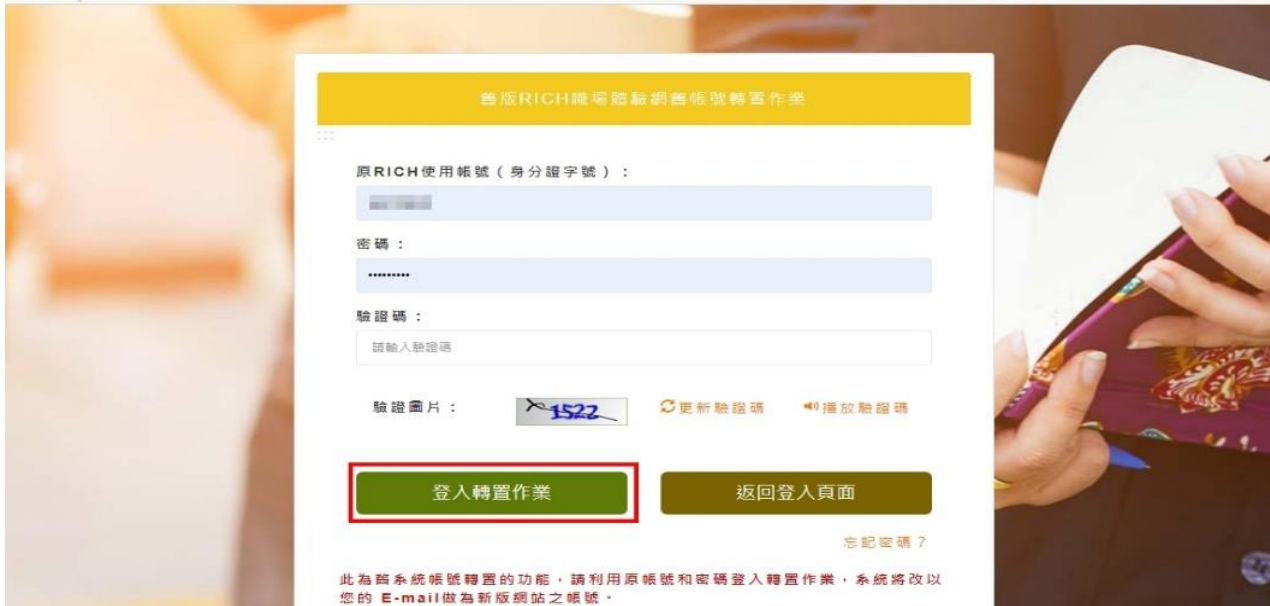 舊版RICH職場體驗網舊帳號轉置作業
原RICH使用帳號（身分證字號）：
密碼：
•••••••••
驗證碼：
請輸入驗證碼
驗證圖片： 1522 更新驗證碼 播放驗證碼
登入轉置作業 返回登入頁面
忘記密碼？
此為舊系統帳號轉置的功能，請利用原帳號和密碼登入轉置作業，系統將改以
您的 E-mail做為新版網站之帳號。